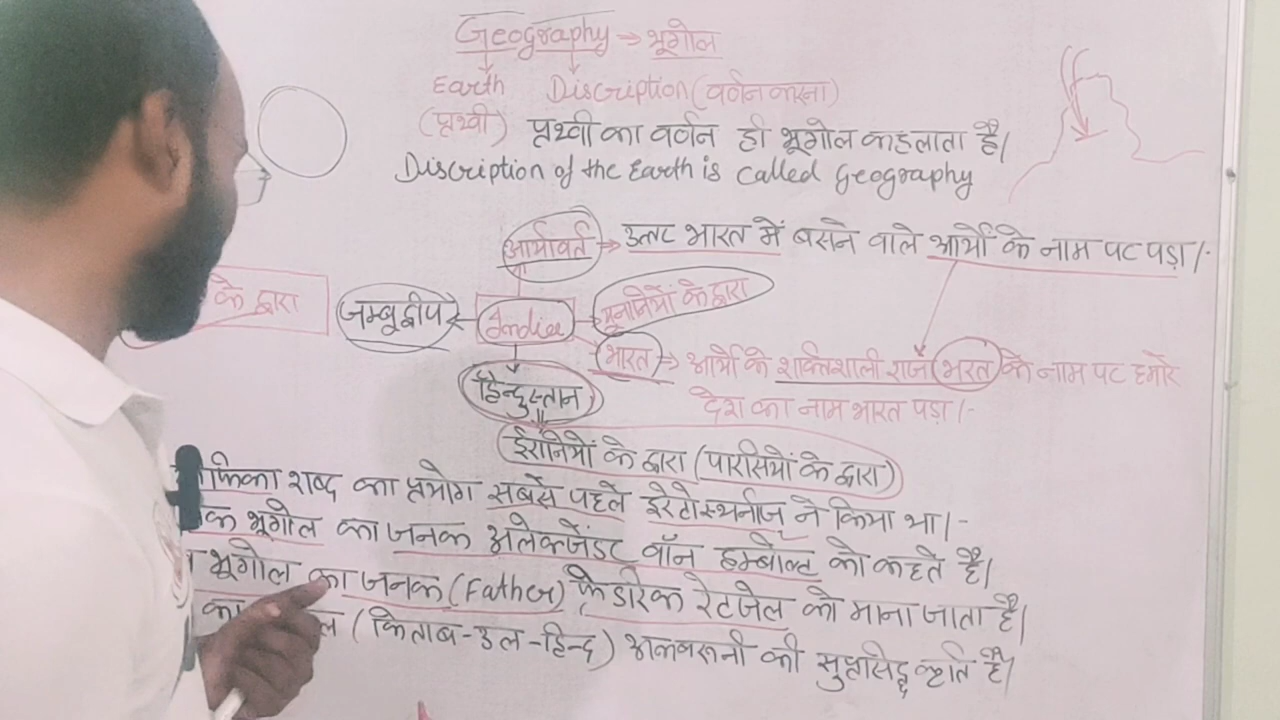 Geography → भूगोल
Earth Discription (वर्णन करना)
(पृथ्वी) पृथ्वी का वर्णन ही भूगोल कहलाता है।
Discription of the Earth is called Geography
आर्यावर्त → उत्तर भारत में बसने वाले आर्यों के नाम पर पड़ा।-
के द्वारा जम्बूद्वीप ← India → यूनानियों के द्वारा
भारत → आर्यों के शक्तिशाली राजा भरत के नाम पर हमारे
देश का नाम भारत पड़ा।-
हिन्दुस्तान
ईरानियों के द्वारा (पारसियों के द्वारा)
शब्द का प्रयोग सबसे पहले इरेटोस्थनीज ने किया था।-
भूगोल का जनक अलेक्जेंडर वॉन हम्बोल्ट को कहते है।
भूगोल का जनक (Father) फ्रेडरिक रेटजेल को माना जाता है।
(किताब-उल-हिन्द) अलबरूनी की सुप्रसिद्ध कृति है।